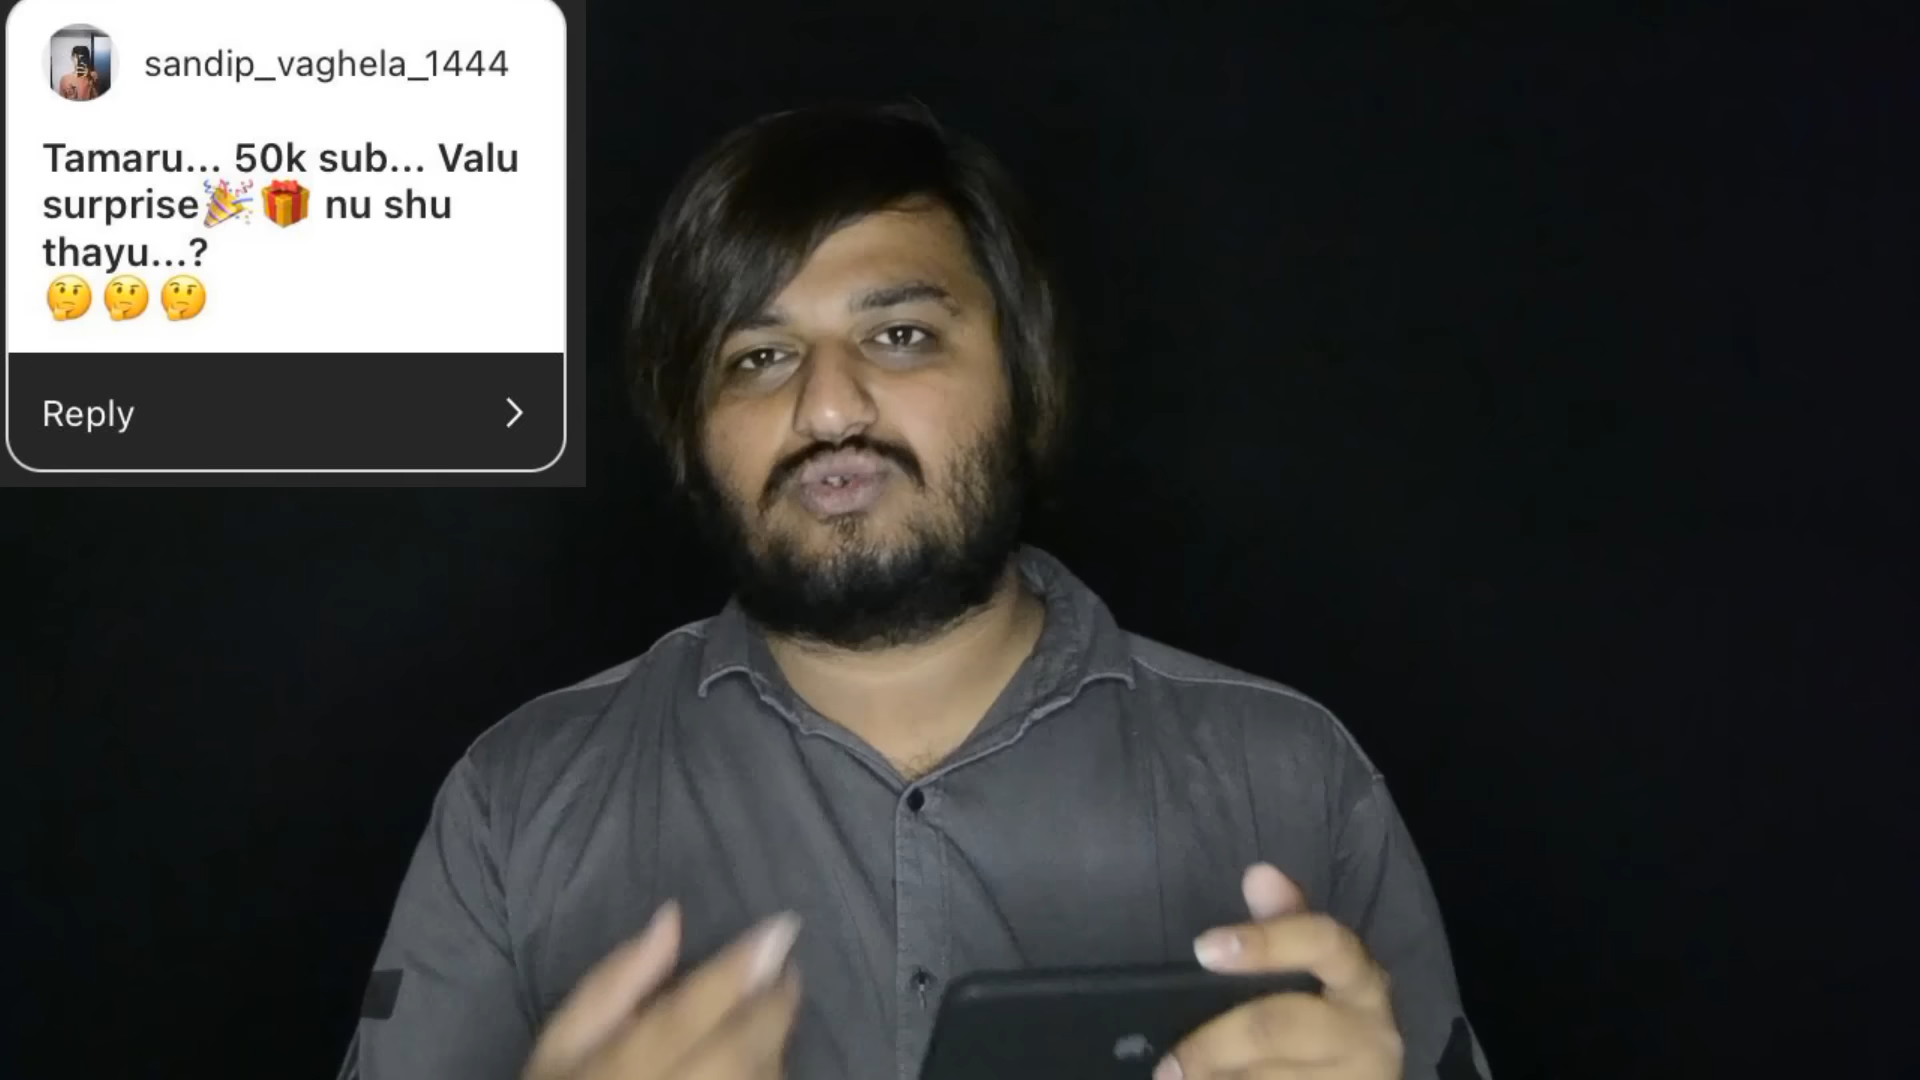 sandip_vaghela_1444
Tamaru... 50k sub... Valu
surprise🎉🎁 nu shu
thayu...?
🤔🤔🤔
Reply